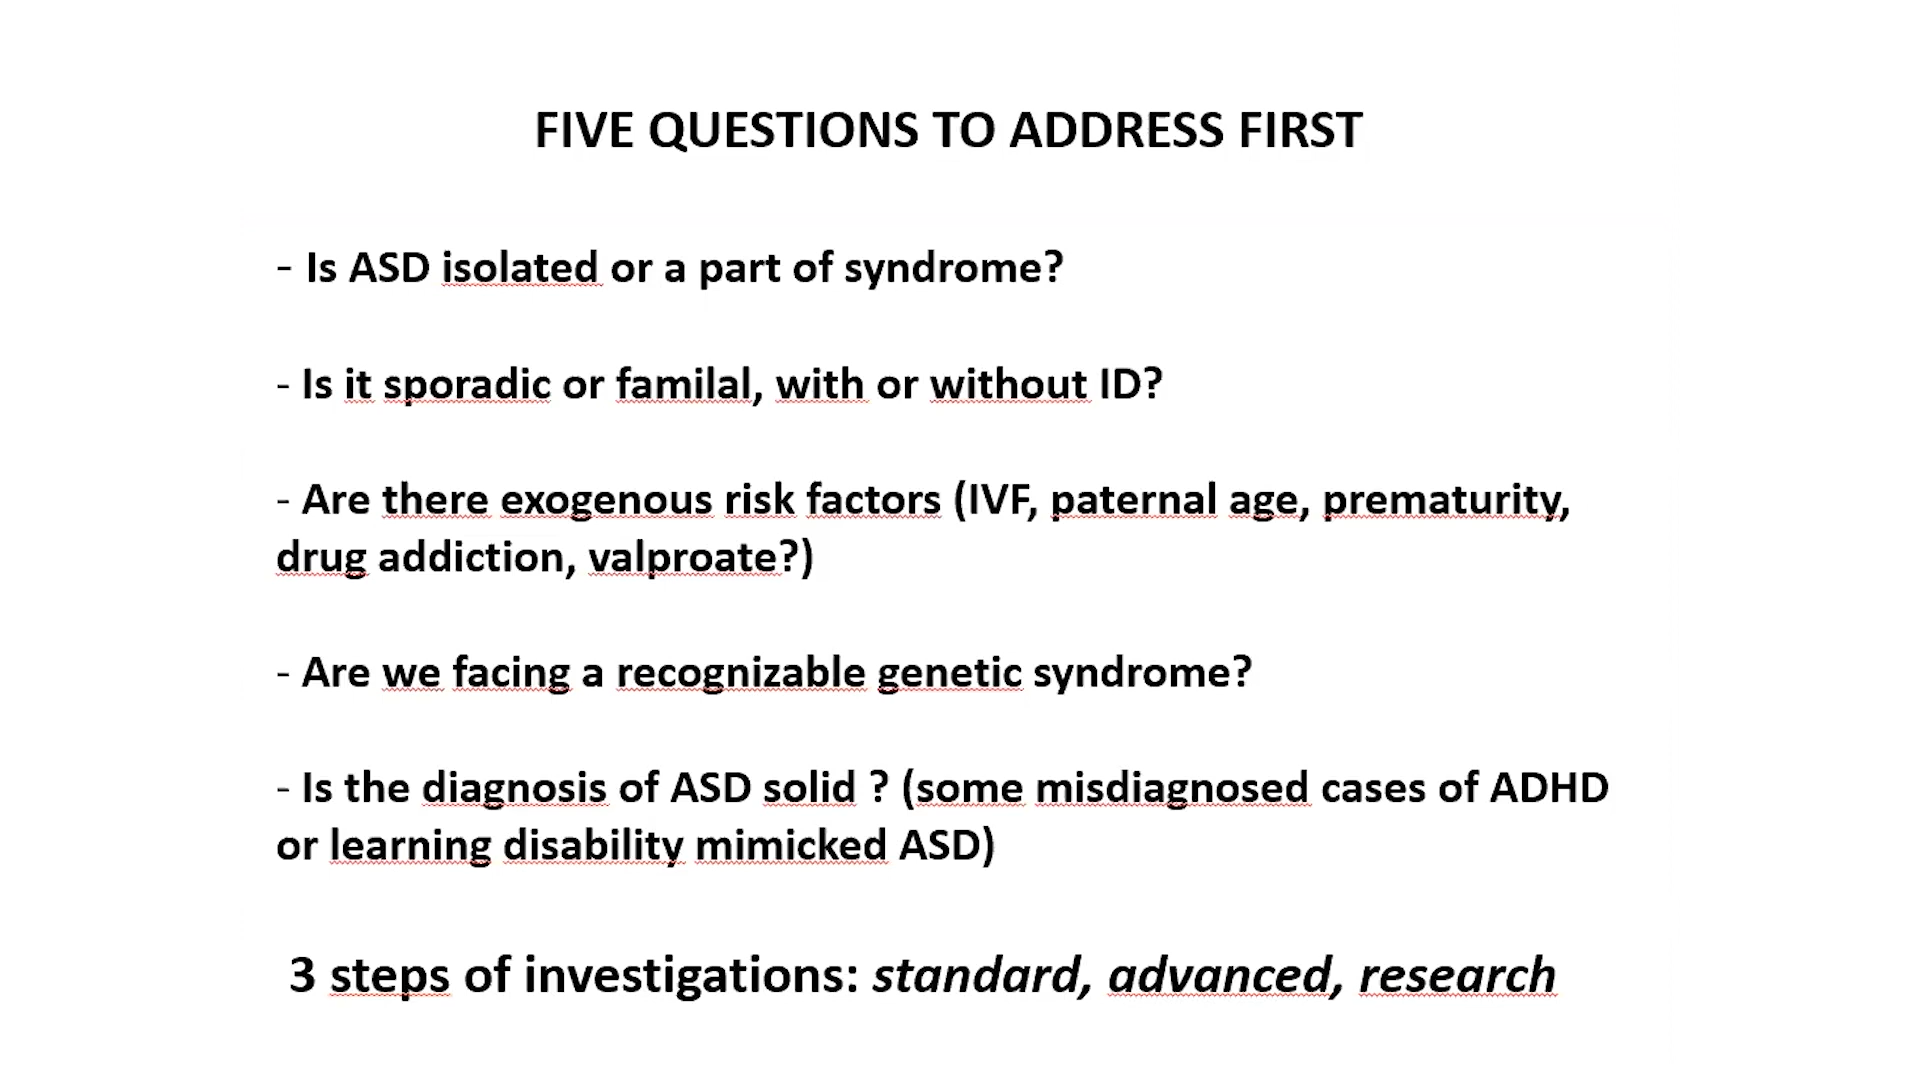 FIVE QUESTIONS TO ADDRESS FIRST
- Is ASD isolated or a part of syndrome?
- Is it sporadic or familal, with or without ID?
- Are there exogenous risk factors (IVF, paternal age, prematurity,
drug addiction, valproate?)
- Are we facing a recognizable genetic syndrome?
- Is the diagnosis of ASD solid ? (some misdiagnosed cases of ADHD
or learning disability mimicked ASD)
3 steps of investigations: standard, advanced, research